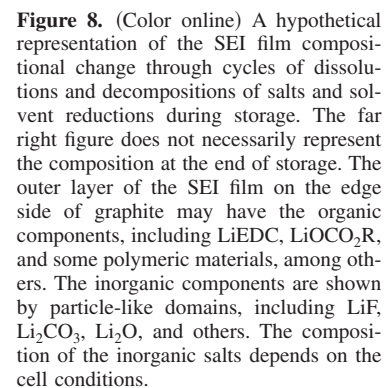 Figure 8. (Color online) A hypothetical
representation of the SEI film composi-
tional change through cycles of dissolu-
tions and decompositions of salts and sol-
vent reductions during storage. The far
right figure does not necessarily represent
the composition at the end of storage. The
outer layer of the SEI film on the edge
side of graphite may have the organic
components, including LiEDC, LiOCO₂R,
and some polymeric materials, among oth-
ers. The inorganic components are shown
by particle-like domains, including LiF,
Li₂CO₃, Li₂O, and others. The composi-
tion of the inorganic salts depends on the
cell conditions.